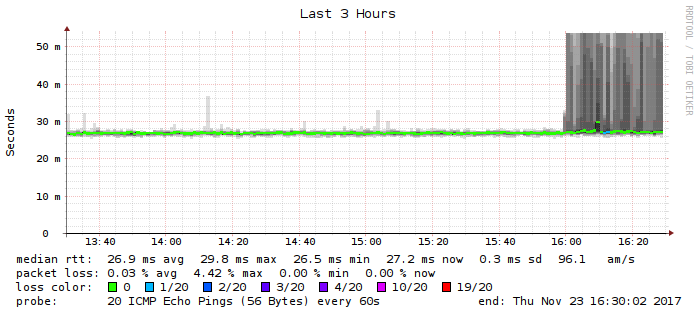 Last 3 Hours
RRDTOOL / TOBI OETIKER
Seconds
50 m
40 m
30 m
20 m
10 m
0
13:40 14:00 14:20 14:40 15:00 15:20 15:40 16:00 16:20
median rtt: 26.9 ms avg 29.8 ms max 26.5 ms min 27.2 ms now 0.3 ms sd 96.1 am/s
packet loss: 0.03 % avg 4.42 % max 0.00 % min 0.00 % now
loss color: 0 1/20 2/20 3/20 4/20 10/20 19/20
probe: 20 ICMP Echo Pings (56 Bytes) every 60s end: Thu Nov 23 16:30:02 2017